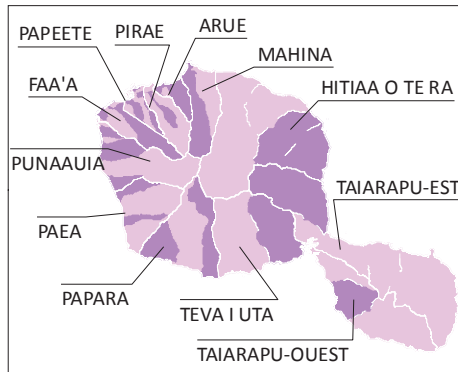 ARUE
PIRAE
PAPEETE
MAHINA
FAA'A
HITIAA O TE RA
PUNAAUIA
TAIARAPU-EST
PAEA
PAPARA
TEVA I UTA
TAIARAPU-OUEST